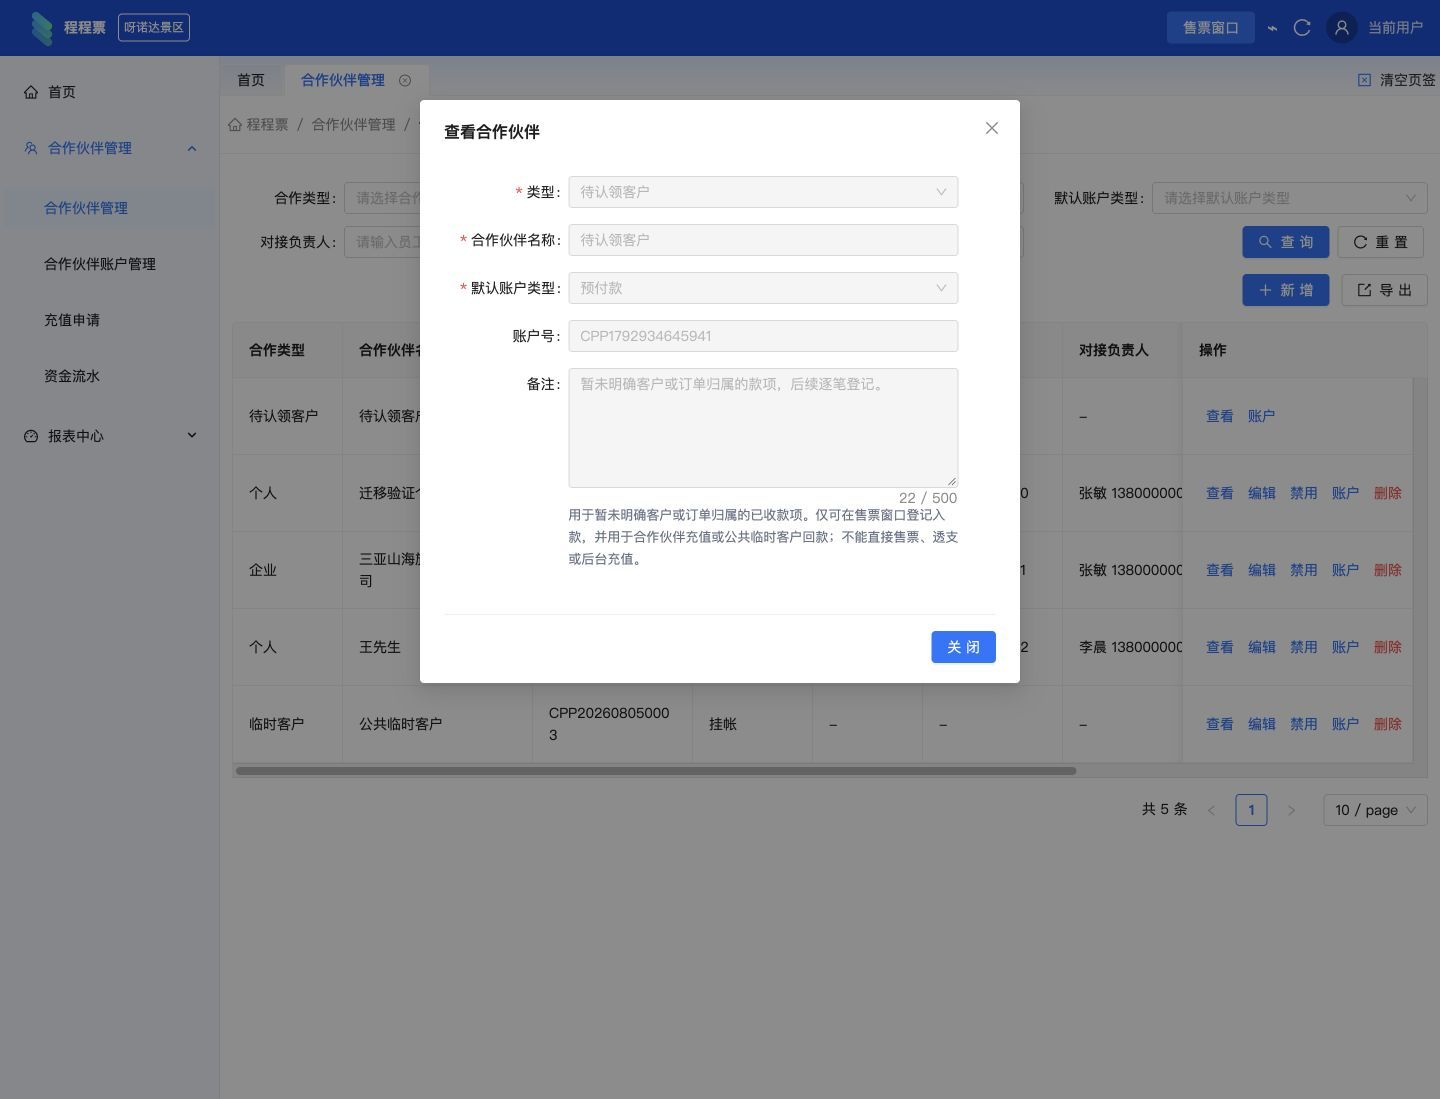 程程票 呀诺达景区 售票窗口 当前用户
首页
合作伙伴管理
合作伙伴管理
合作伙伴账户管理
充值申请
资金流水
报表中心
首页 合作伙伴管理 清空页签
程程票 / 合作伙伴管理 /
合作类型: 请选择合作
默认账户类型: 请选择默认账户类型
对接负责人: 请输入员工
查 询 重 置
新 增 导 出
合作类型 合作伙伴名 对接负责人 操作
待认领客户 待认领客户 – 查看 账户
个人 迁移验证个 0 张敏 138000000 查看 编辑 禁用 账户 删除
企业 三亚山海旅
司 1 张敏 138000000 查看 编辑 禁用 账户 删除
个人 王先生 2 李晨 138000000 查看 编辑 禁用 账户 删除
临时客户 公共临时客户 CPP20260805000
3 挂帐 – – – 查看 编辑 禁用 账户 删除
共 5 条 < 1 > 10 / page
查看合作伙伴
* 类型: 待认领客户
* 合作伙伴名称: 待认领客户
* 默认账户类型: 预付款
账户号: CPP1792934645941
备注: 暂未明确客户或订单归属的款项，后续逐笔登记。
22 / 500
用于暂未明确客户或订单归属的已收款项。仅可在售票窗口登记入
款，并用于合作伙伴充值或公共临时客户回款；不能直接售票、透支
或后台充值。
关 闭